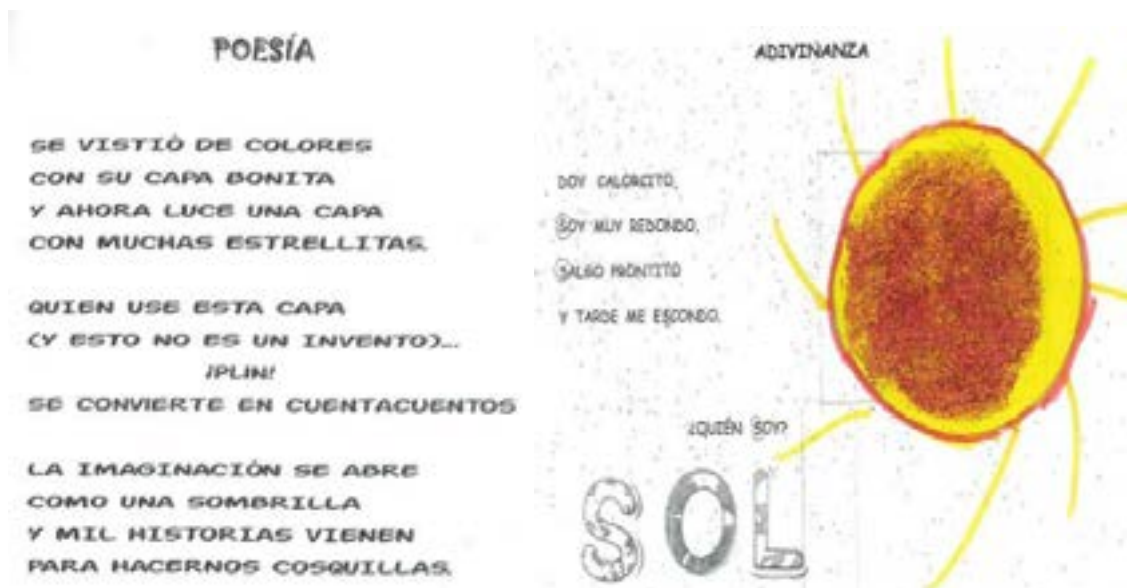 POESÍA
SE VISTIÓ DE COLORES
CON SU CAPA BONITA
Y AHORA LUCE UNA CAPA
CON MUCHAS ESTRELLITAS.
QUIEN USE ESTA CAPA
(Y ESTO NO ES UN INVENTO)...
¡PLIN!
SE CONVIERTE EN CUENTACUENTOS
LA IMAGINACIÓN SE ABRE
COMO UNA SOMBRILLA
Y MIL HISTORIAS VIENEN
PARA HACERNOS COSQUILLAS.
ADIVINANZA
DOY CALORCITO,
SOY MUY REDONDO,
SALGO PRONTITO
Y TARDE ME ESCONDO.
¿QUIÉN SOY?
SOL